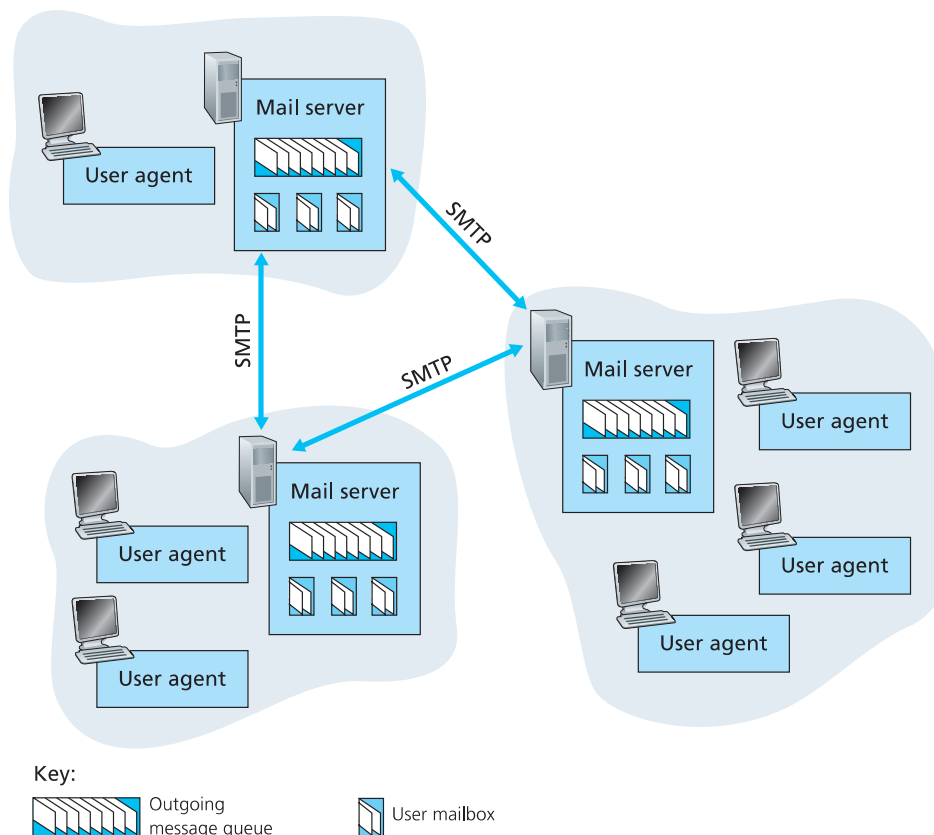 Mail server
User agent
SMTP
SMTP
SMTP
Mail server
User agent
User agent
User agent
Mail server
User agent
User agent
Key:
Outgoing
message queue
User mailbox